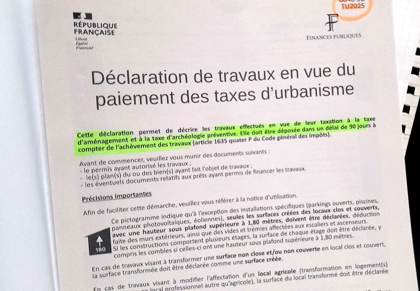 TU2025
RÉPUBLIQUE
FRANÇAISE
Liberté
Égalité
Fraternité
FINANCES PUBLIQUES
Déclaration de travaux en vue du
paiement des taxes d'urbanisme
Cette déclaration permet de décrire les travaux effectués en vue de leur taxation à la taxe
d'aménagement et à la taxe d'archéologie préventive. Elle doit être déposée dans un délai de 90 jours à
compter de l'achèvement des travaux (article 1635 quater P du Code général des impôts).
Avant de commencer, veuillez vous munir des documents suivants :
- le permis ayant autorisé les travaux ;
- le(s) plan(s) du ou des bien(s) ayant fait l'objet de travaux ;
- les éventuels documents relatifs aux prêts ayant permis de financer les travaux.
Précisions importantes
Afin de faciliter cette démarche, veuillez vous référer à la notice d'utilisation.
Ce pictogramme indique qu'à l'exception des installations spécifiques (parkings ouverts, piscines,
panneaux photovoltaïques, éoliennes), seules les surfaces créées de locaux clos et couverts,
avec une hauteur sous plafond supérieure à 1,80 mètres, doivent être déclarées, déduction
faite des murs extérieurs, ainsi que des vides et trémies affectées aux escaliers et ascenseurs.
Si les constructions comportent plusieurs étages, la surface de chaque étage doit être déclarée, y
compris les combles si celles-ci ont une hauteur sous plafond supérieure à 1,80 mètres.
180
En cas de travaux visant à transformer une surface non close et/ou non couverte en local clos et couvert,
la surface transformée doit être déclarée comme une surface créée.
En cas de travaux visant à modifier l'affectation d'un local agricole (transformation en logement(s)
local professionnel autre qu'agricole), la surface du local transformé doit être déclarée